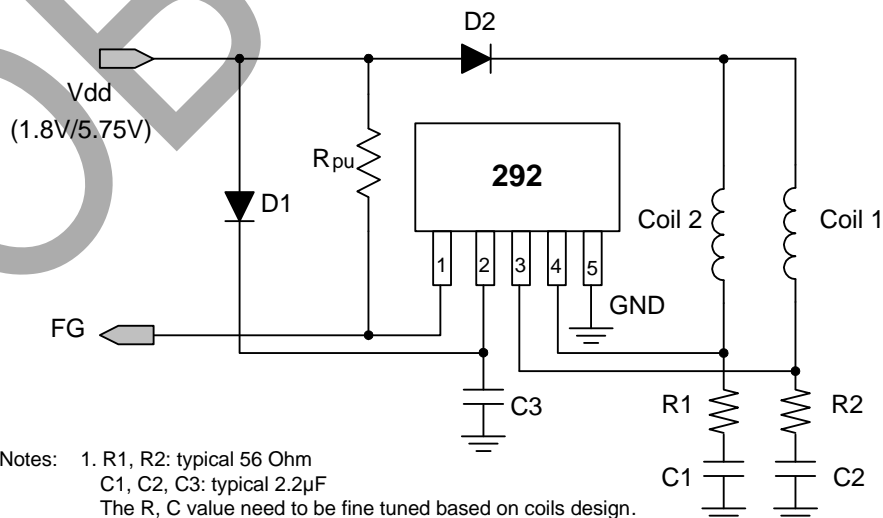 D2
Vdd
(1.8V/5.75V)
Rpu
292
D1
Coil 2
Coil 1
1 2 3 4 5
GND
FG
C3
R1
R2
C1
C2
Notes: 1. R1, R2: typical 56 Ohm
C1, C2, C3: typical 2.2µF
The R, C value need to be fine tuned based on coils design.